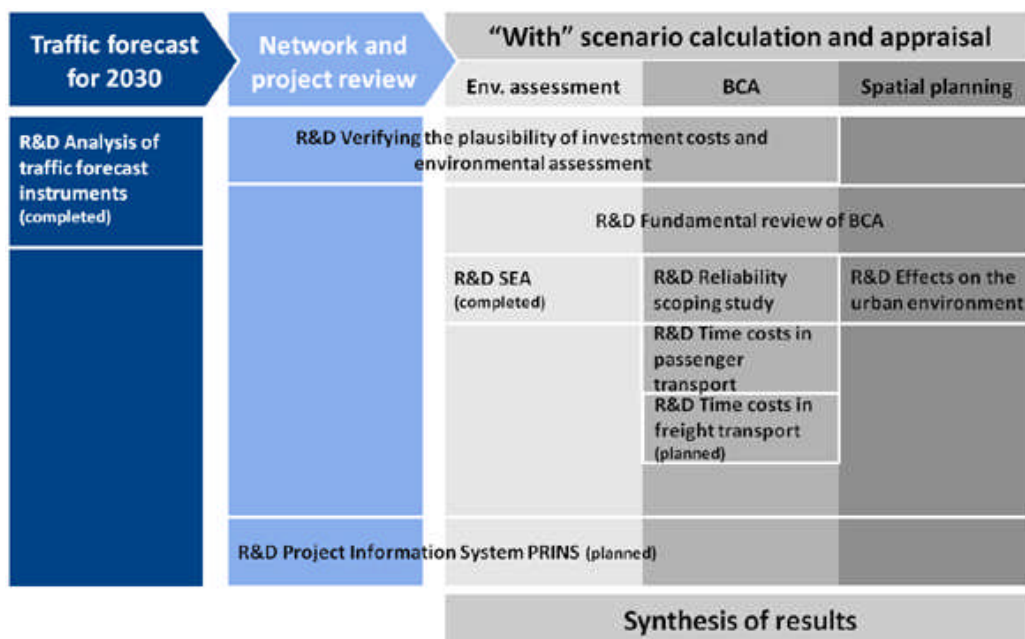 Traffic forecast
for 2030
Network and
project review
“With” scenario calculation and appraisal
Env. assessment
BCA
Spatial planning
R&D Analysis of
traffic forecast
instruments
(completed)
R&D Verifying the plausibility of investment costs and
environmental assessment
R&D Fundamental review of BCA
R&D SEA
(completed)
R&D Reliability
scoping study
R&D Effects on the
urban environment
R&D Time costs in
passenger
transport
R&D Time costs in
freight transport
(planned)
R&D Project Information System PRINS (planned)
Synthesis of results